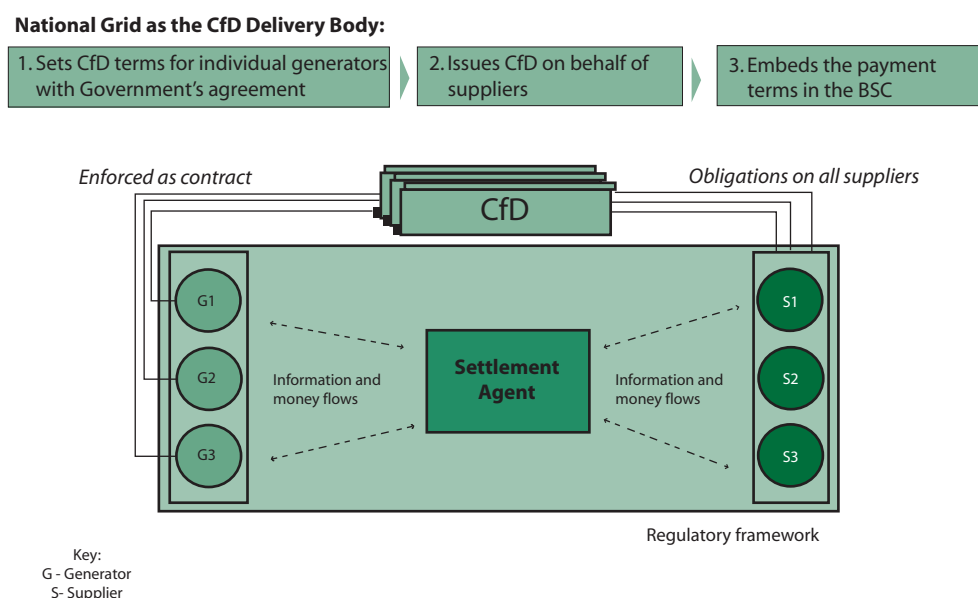 National Grid as the CfD Delivery Body:
1. Sets CfD terms for individual generators
with Government’s agreement
2. Issues CfD on behalf of
suppliers
3. Embeds the payment
terms in the BSC
Enforced as contract
Obligations on all suppliers
CfD
G1
S1
Settlement
Agent
G2
Information and
money flows
Information and
money flows
S2
G3
S3
Regulatory framework
Key:
G - Generator
S- Supplier